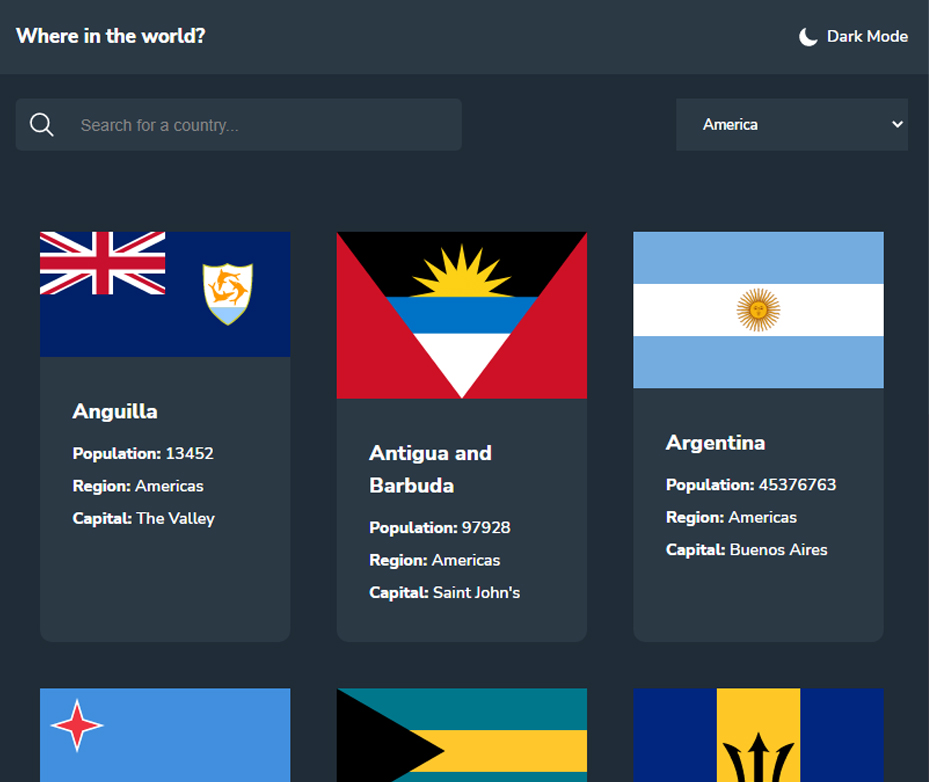 Where in the world?
Dark Mode
Search for a country...
America
Anguilla
Population: 13452
Region: Americas
Capital: The Valley
Antigua and
Barbuda
Population: 97928
Region: Americas
Capital: Saint John's
Argentina
Population: 45376763
Region: Americas
Capital: Buenos Aires